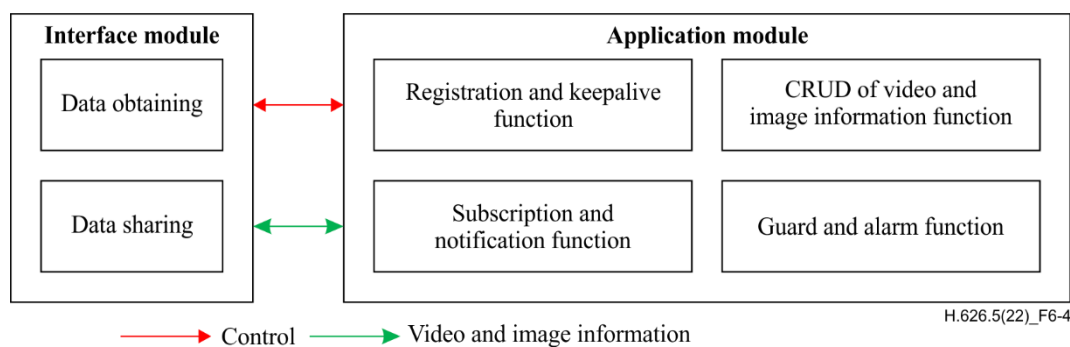 Interface module
Data obtaining
Data sharing
Application module
Registration and keepalive
function
CRUD of video and
image information function
Subscription and
notification function
Guard and alarm function
H.626.5(22)_F6-4
Control
Video and image information